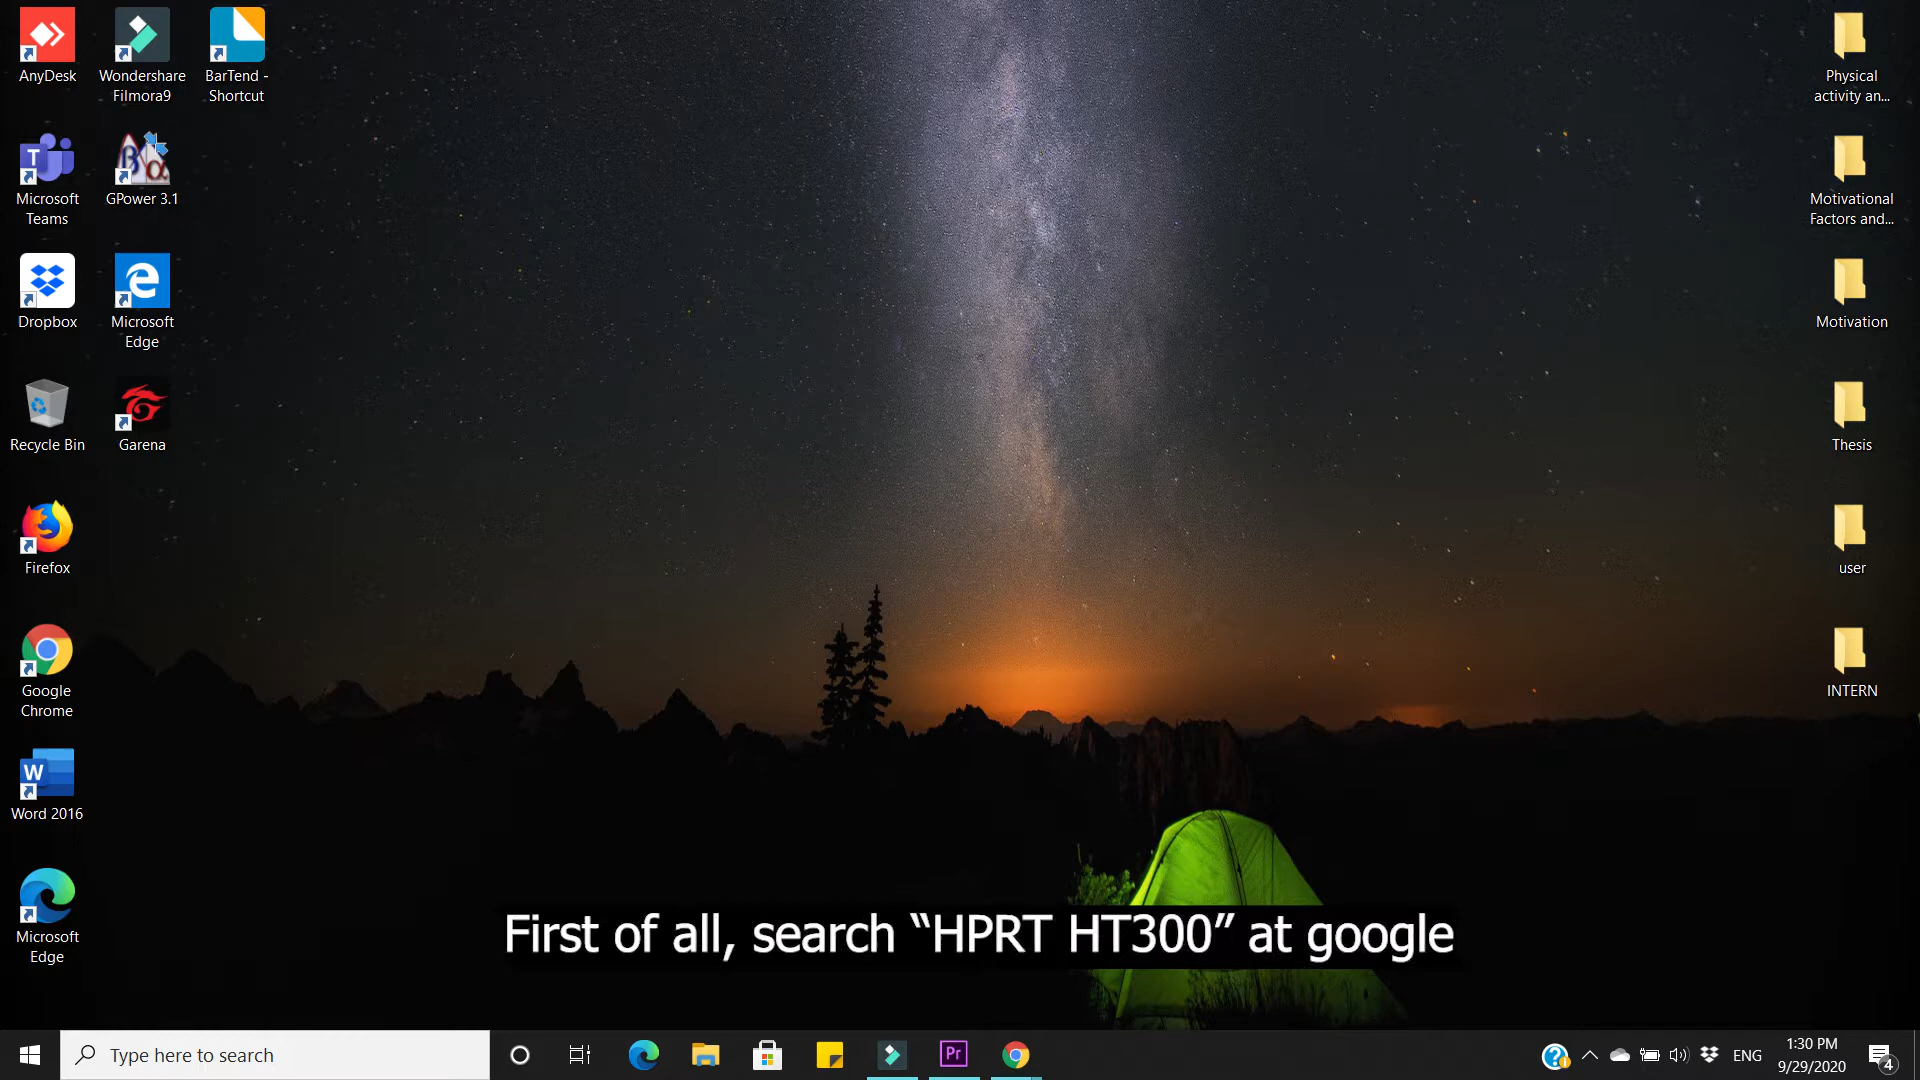 AnyDesk
Wondershare
Filmora9
BarTend -
Shortcut
Microsoft
Teams
GPower 3.1
Dropbox
Microsoft
Edge
Recycle Bin
Garena
Firefox
Google
Chrome
Word 2016
Microsoft
Edge
Physical
activity an...
Motivational
Factors and...
Motivation
Thesis
user
INTERN
First of all, search “HPRT HT300” at google
Type here to search
Pr
ENG
1:30 PM
9/29/2020
4